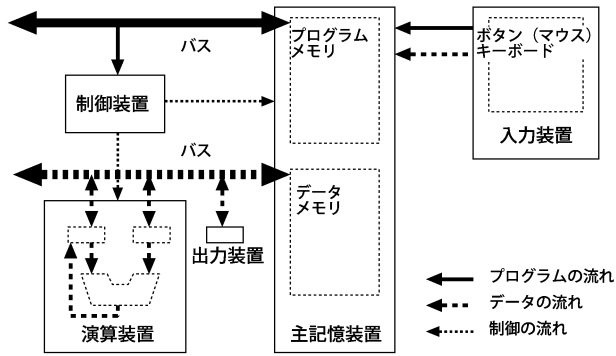 バス
プログラム
メモリ
ボタン（マウス）
キーボード
制御装置
入力装置
バス
データ
メモリ
出力装置
演算装置
主記憶装置
プログラムの流れ
データの流れ
制御の流れ